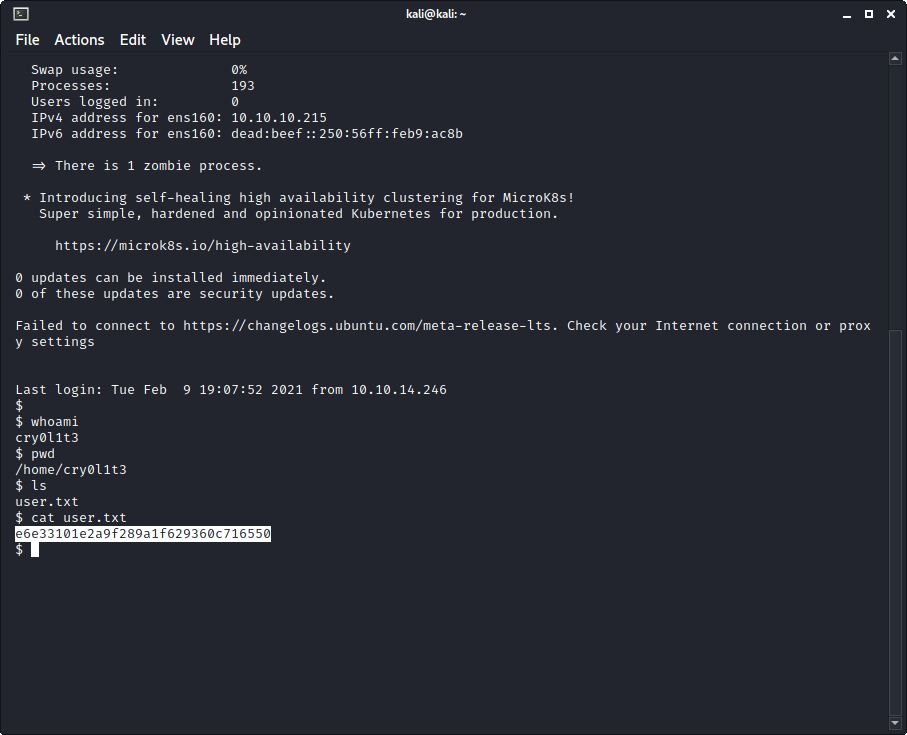 kali@kali: ~
File Actions Edit View Help
Swap usage: 0%
Processes: 193
Users logged in: 0
IPv4 address for ens160: 10.10.10.215
IPv6 address for ens160: dead:beef::250:56ff:feb9:ac8b
=> There is 1 zombie process.
* Introducing self-healing high availability clustering for MicroK8s!
Super simple, hardened and opinionated Kubernetes for production.
https://microk8s.io/high-availability
0 updates can be installed immediately.
0 of these updates are security updates.
Failed to connect to https://changelogs.ubuntu.com/meta-release-lts. Check your Internet connection or prox
y settings
Last login: Tue Feb  9 19:07:52 2021 from 10.10.14.246
$
$ whoami
cry0l1t3
$ pwd
/home/cry0l1t3
$ ls
user.txt
$ cat user.txt
e6e33101e2a9f289a1f629360c716550
$